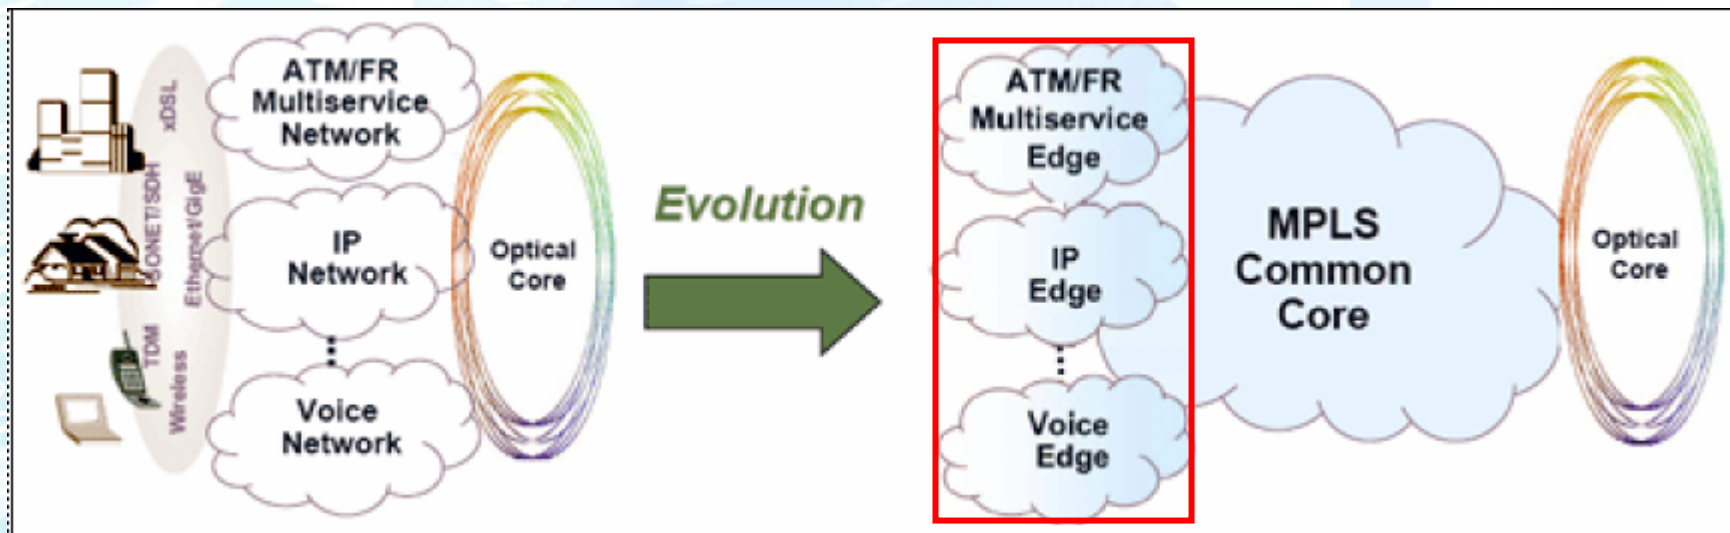 xDSL
SONET/SDH
Ethernet/GigE
TDM
Wireless
ATM/FR
Multiservice
Network
IP
Network
Voice
Network
Optical
Core
Evolution
ATM/FR
Multiservice
Edge
IP
Edge
Voice
Edge
MPLS
Common
Core
Optical
Core